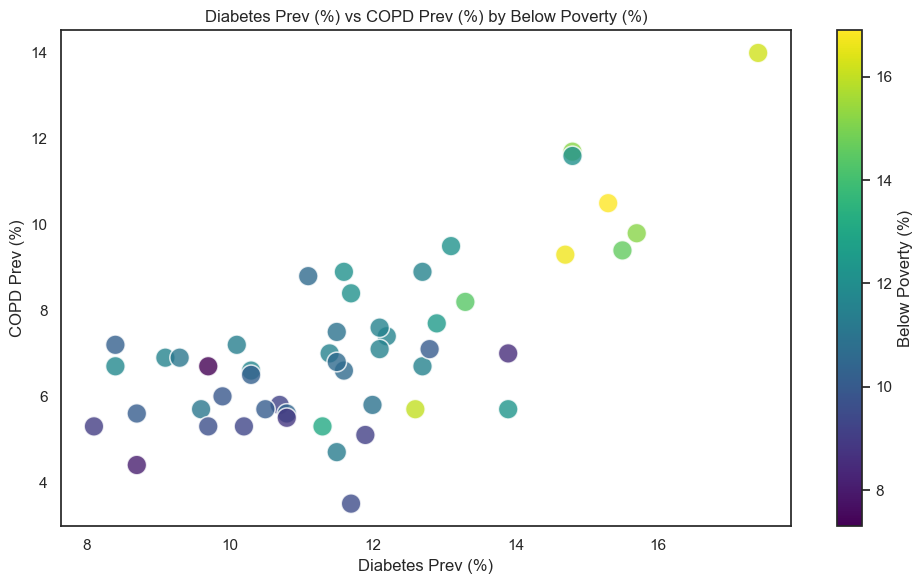 Diabetes Prev (%) vs COPD Prev (%) by Below Poverty (%)
14
12
10
8
6
4
COPD Prev (%)
8 10 12 14 16
Diabetes Prev (%)
16
14
12
10
8
Below Poverty (%)